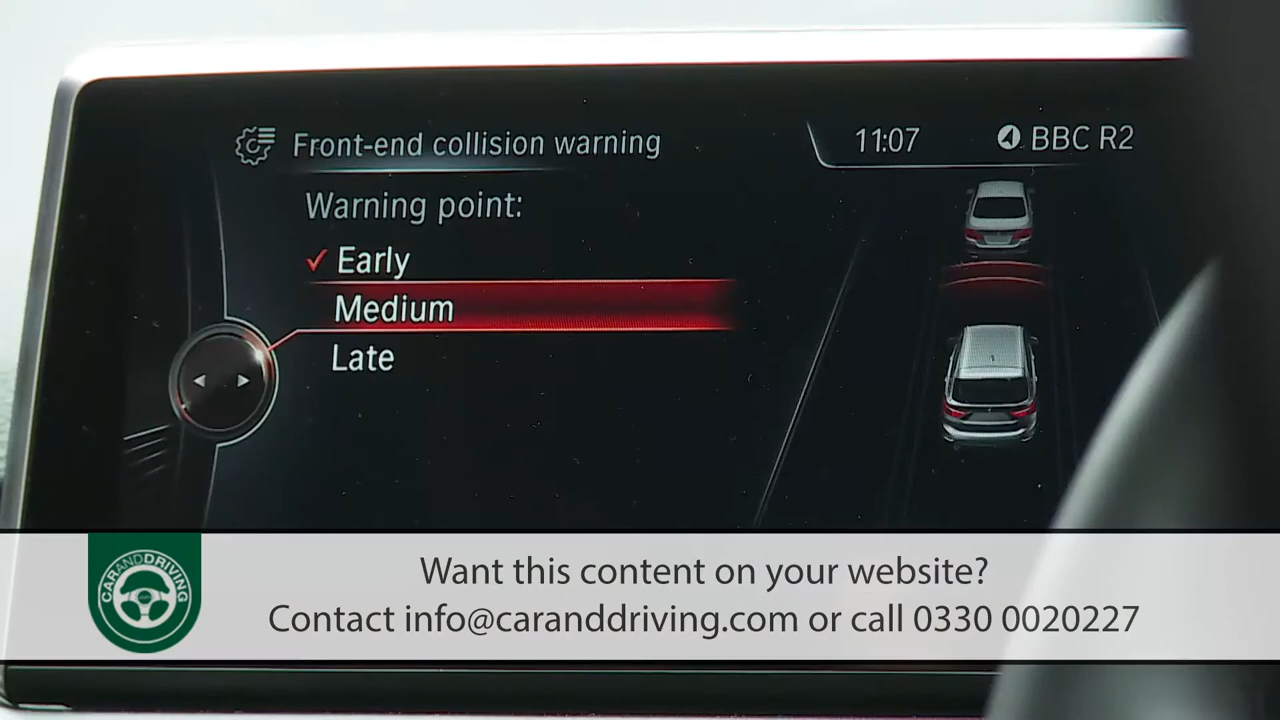 Front-end collision warning
11:07
BBC R2
Warning point:
✓ Early
Medium
Late
CARANDDRIVING
Want this content on your website?
Contact info@caranddriving.com or call 0330 0020227